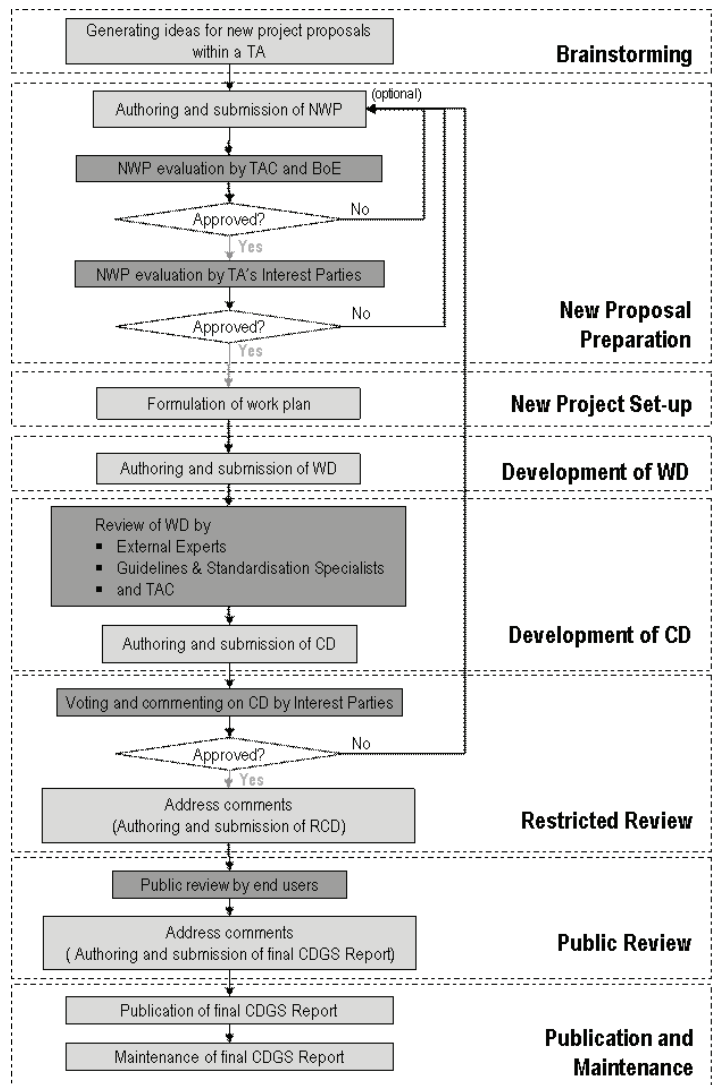 Generating ideas for new project proposals
within a TA
Brainstorming
(optional)
Authoring and submission of NWP
NWP evaluation by TAC and BoE
Approved?
No
Yes
NWP evaluation by TA's Interest Parties
Approved?
No
Yes
New Proposal
Preparation
Formulation of work plan
New Project Set-up
Authoring and submission of WD
Development of WD
Review of WD by
▪ External Experts
▪ Guidelines & Standardisation Specialists
▪ and TAC
Authoring and submission of CD
Development of CD
Voting and commenting on CD by Interest Parties
Approved?
No
Yes
Address comments
(Authoring and submission of RCD)
Restricted Review
Public review by end users
Address comments
( Authoring and submission of final CDGS Report)
Public Review
Publication of final CDGS Report
Maintenance of final CDGS Report
Publication and
Maintenance